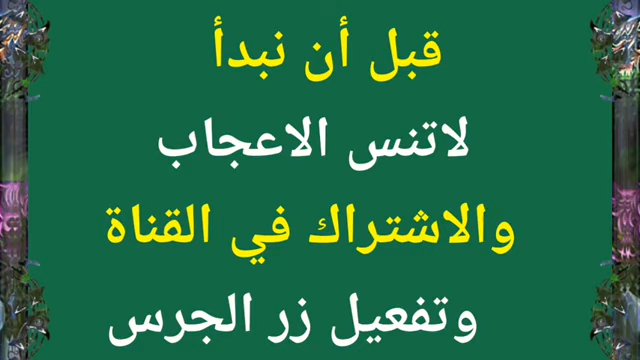 قبل أن نبدأ
لاتنس الاعجاب
والاشتراك في القناة
وتفعيل زر الجرس